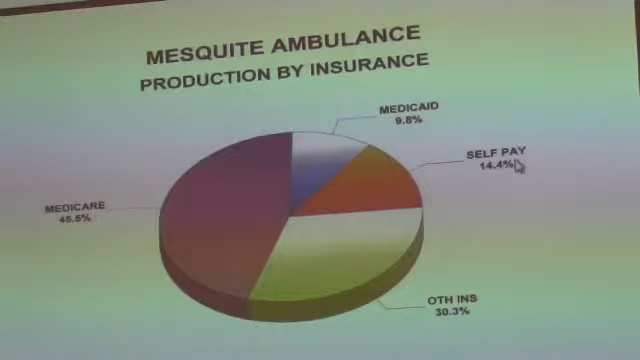 MESQUITE AMBULANCE
PRODUCTION BY INSURANCE
MEDICAID
9.8%
SELF PAY
14.4%
MEDICARE
45.5%
OTH INS
30.3%